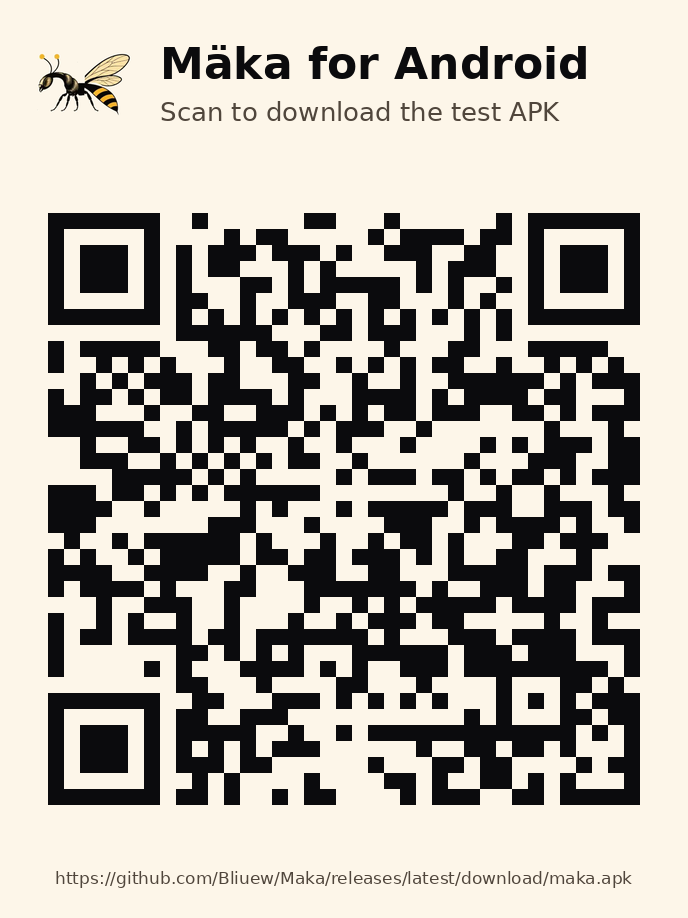 Mäka for Android
Scan to download the test APK
https://github.com/Bliuew/Maka/releases/latest/download/maka.apk